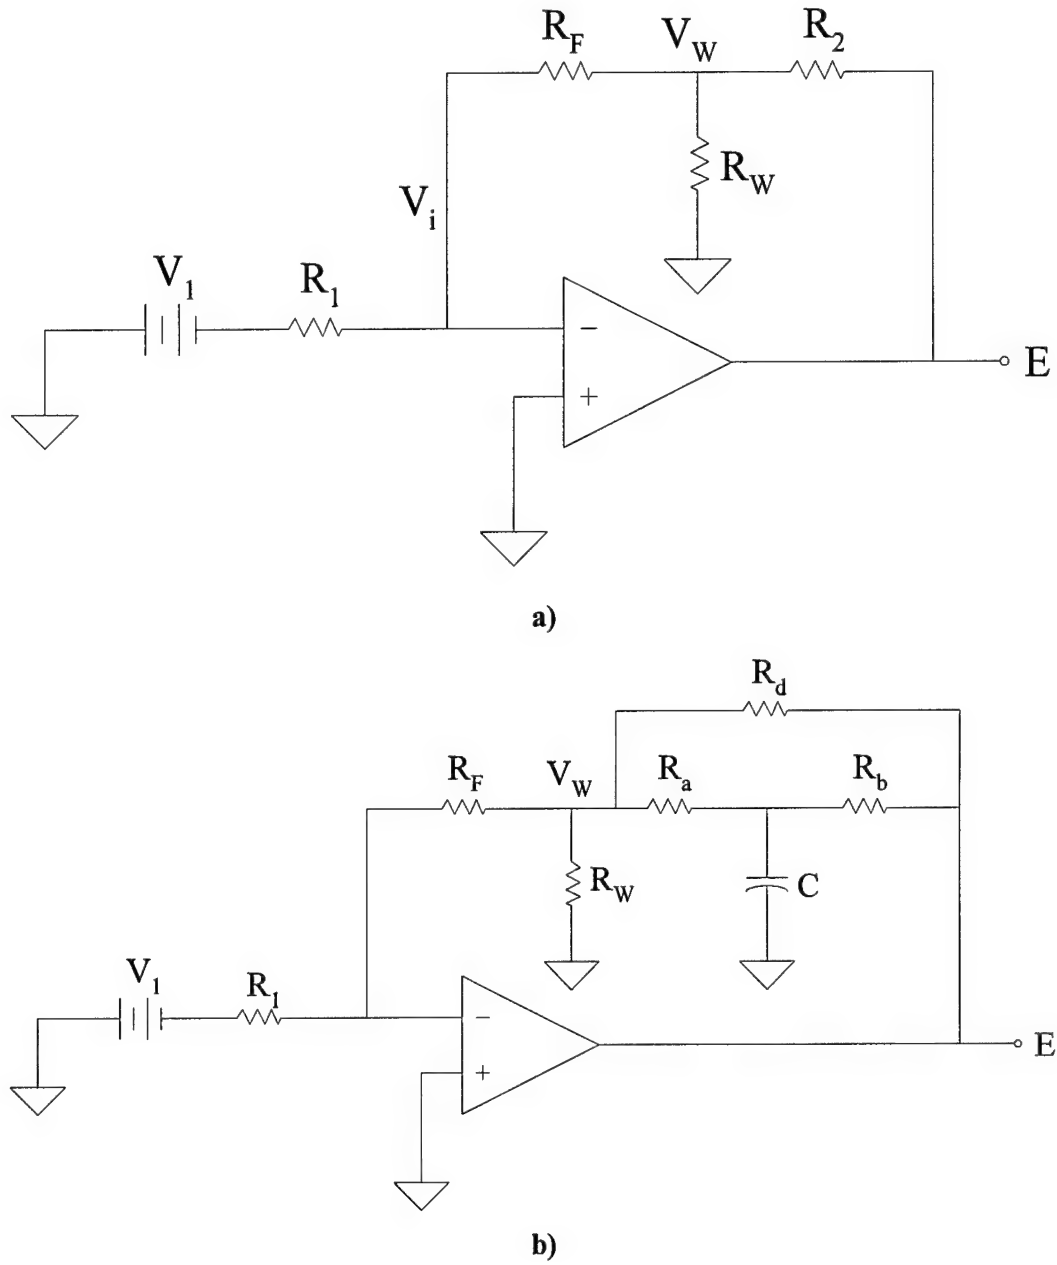 R_F V_W R_2
R_W
V_i
V_1 R_1
−
+
E
a)
R_d
R_F V_W R_a R_b
R_W C
V_1 R_1
−
+
E
b)